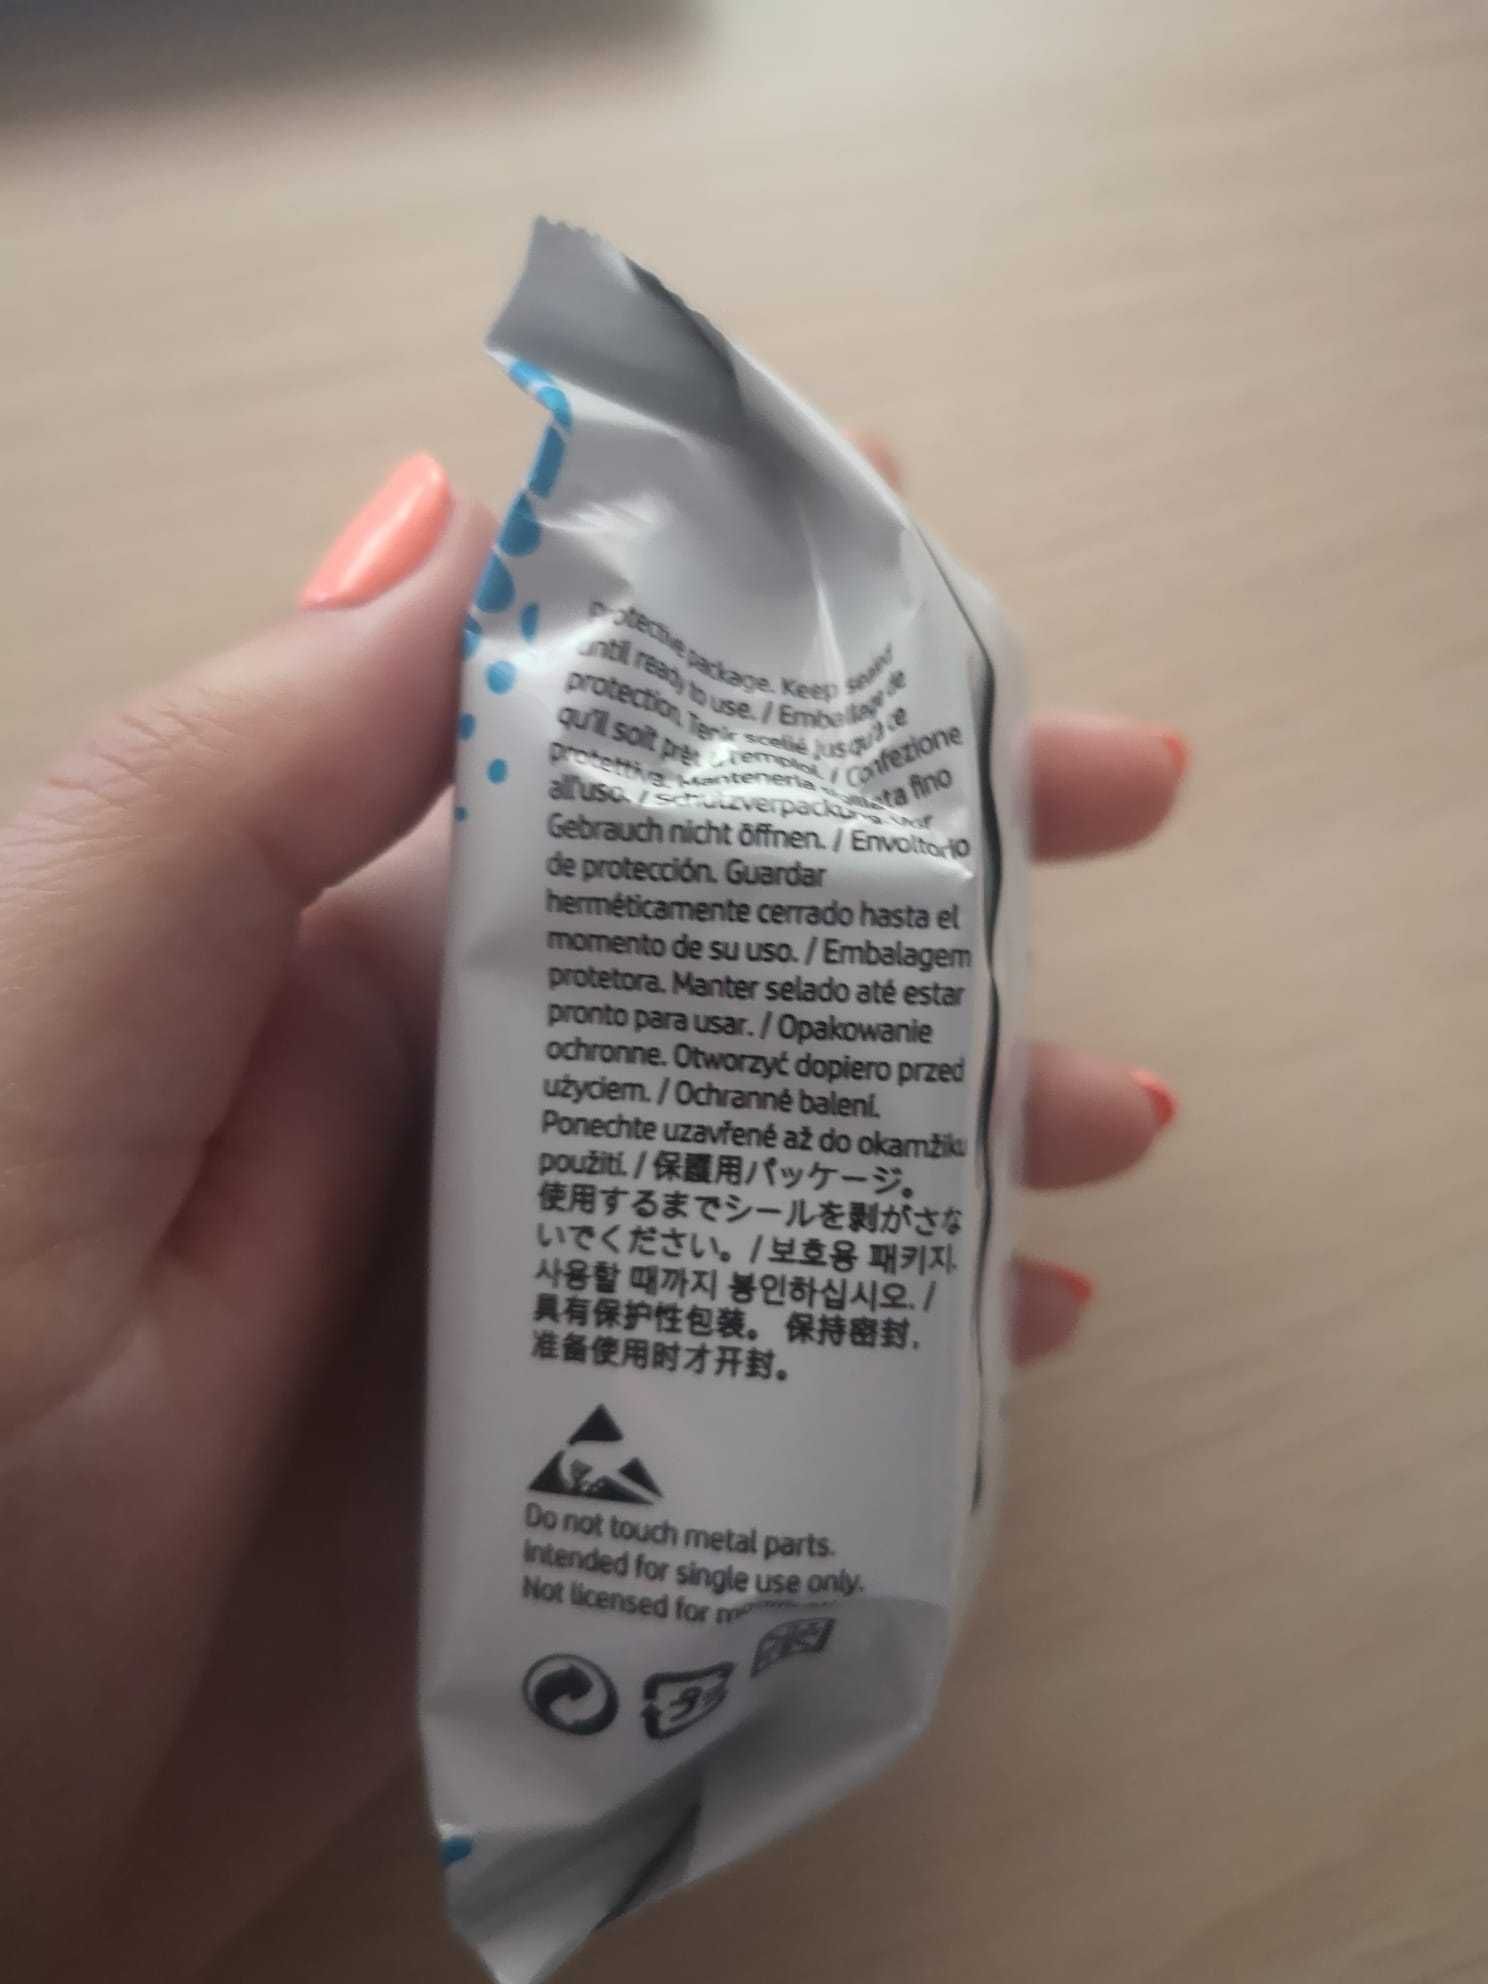 Protective package. Keep sealed
until ready to use. / Emballage de
protection. Tenir scellé jusqu'à ce
qu'il soit prêt à l'emploi. / Confezione
protettiva. Mantenerla sigillata fino
all'uso. / Schutzverpackung. Vor
Gebrauch nicht öffnen. / Envoltorio
de protección. Guardar
herméticamente cerrado hasta el
momento de su uso. / Embalagem
protetora. Manter selado até estar
pronto para usar. / Opakowanie
ochronne. Otworzyć dopiero przed
użyciem. / Ochranné balení.
Ponechte uzavřené až do okamžiku
použití. / 保護用パッケージ。
使用するまでシールを剥がさな
いでください。 / 보호용 패키지.
사용할 때까지 봉인하십시오. /
具有保护性包装。 保持密封.
准备使用时才开封。
Do not touch metal parts.
Intended for single use only.
Not licensed for